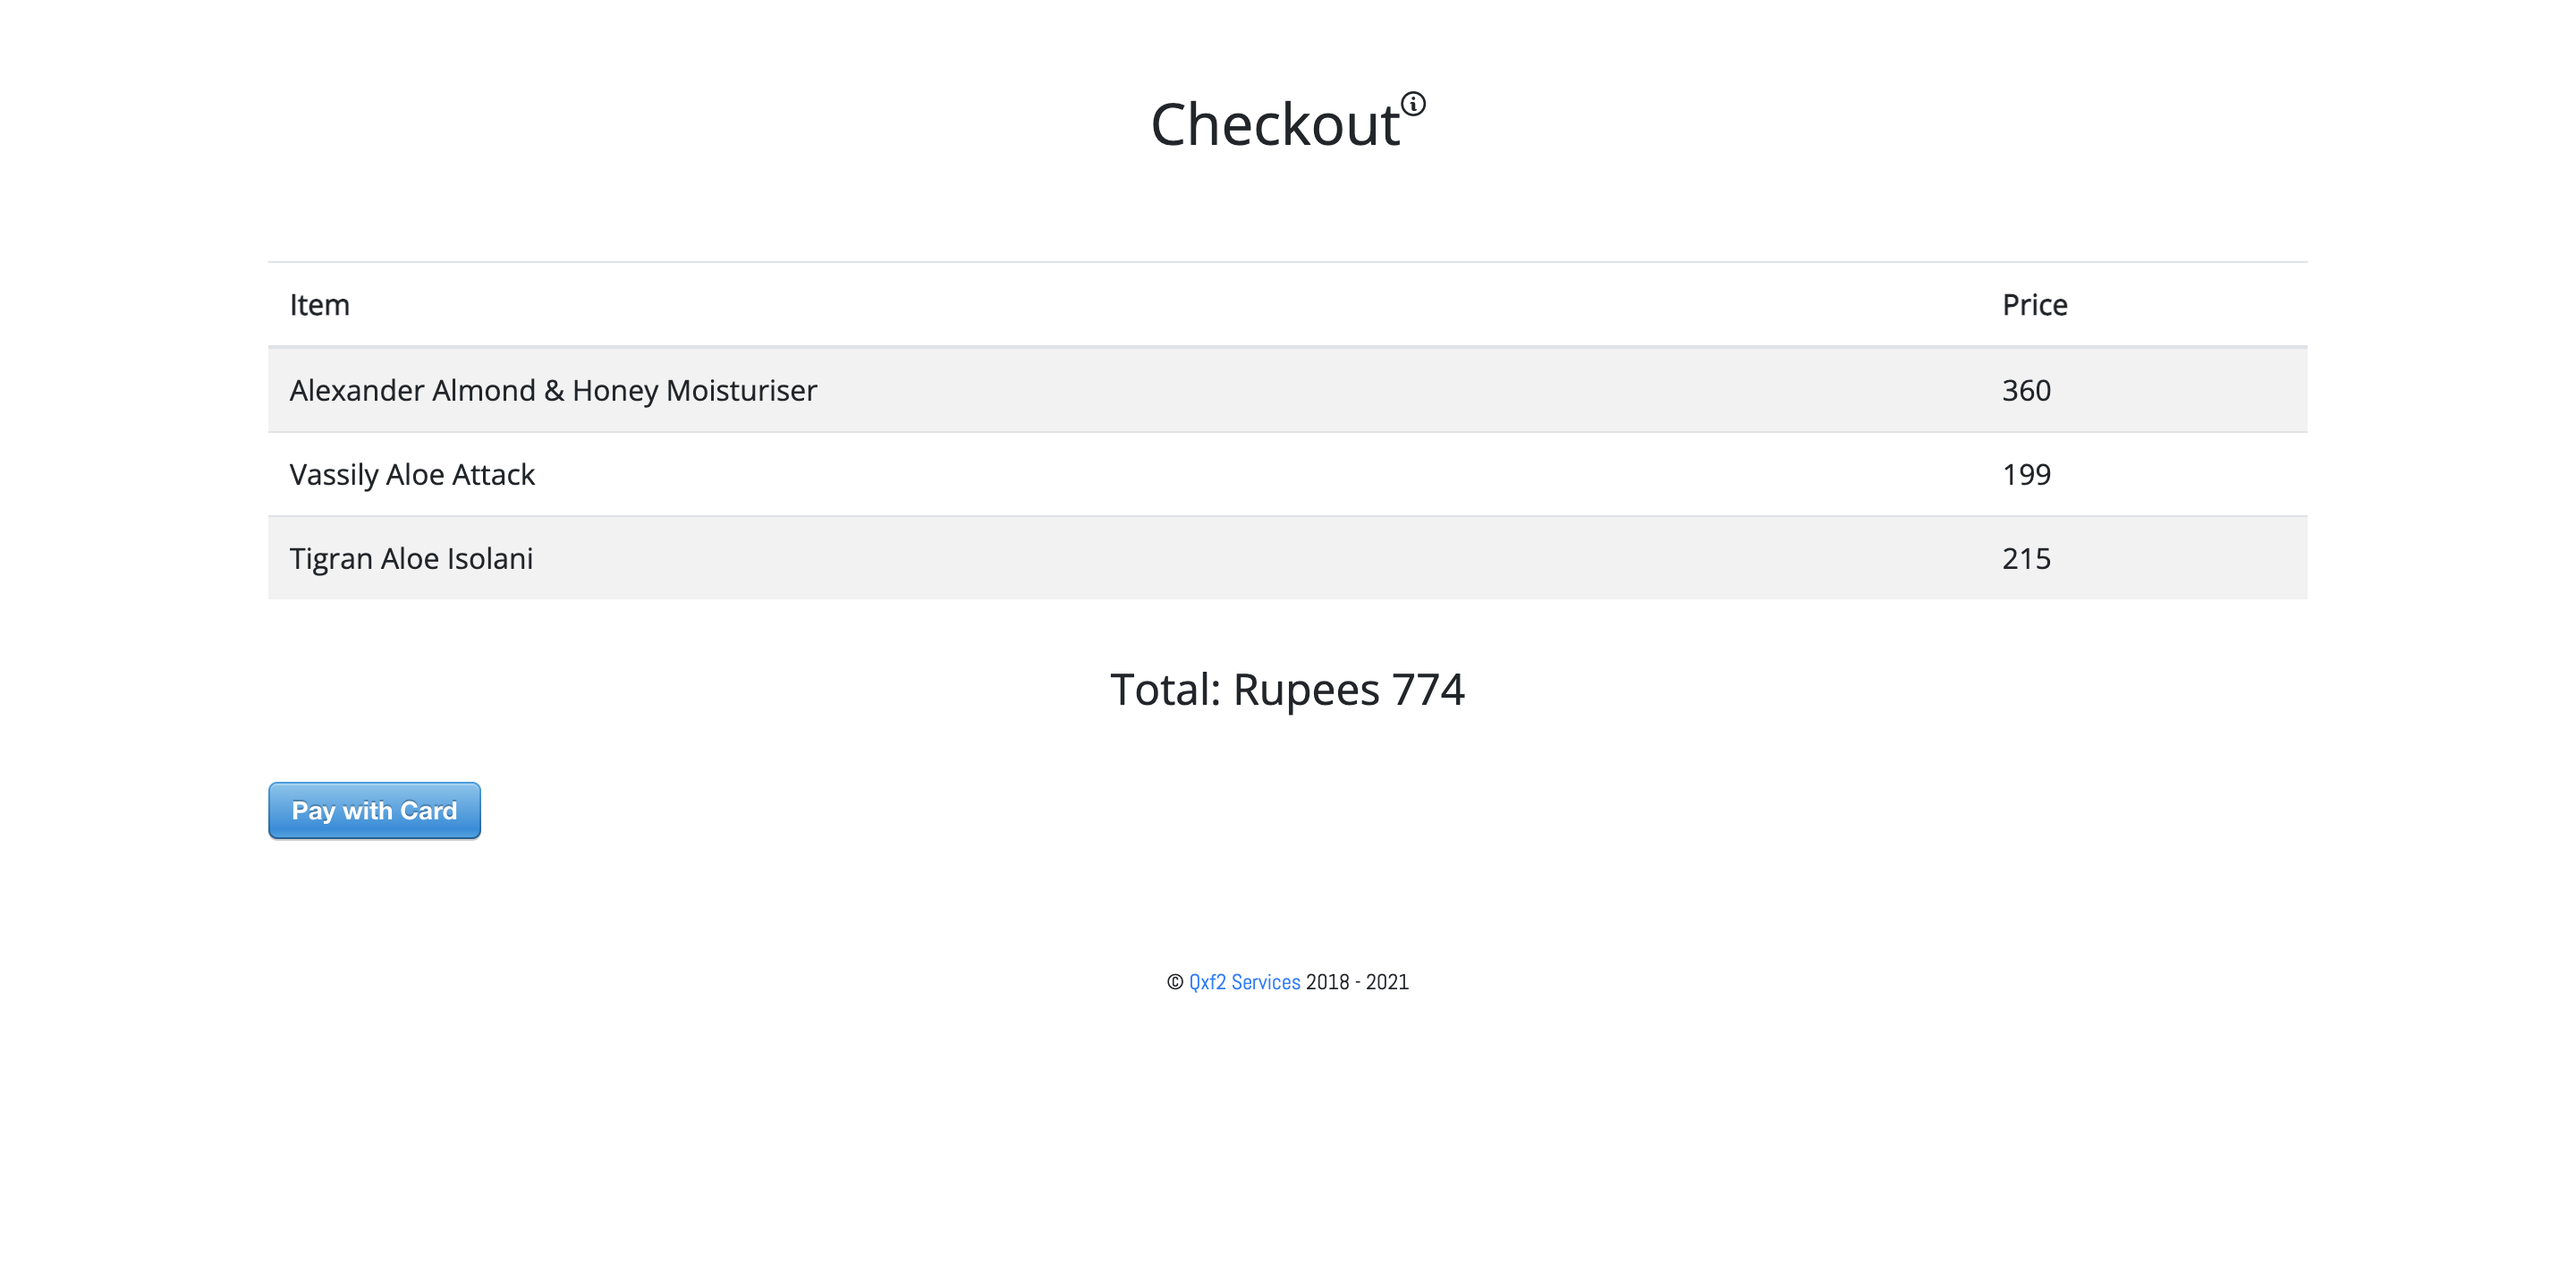 Checkout
Item Price
Alexander Almond & Honey Moisturiser 360
Vassily Aloe Attack 199
Tigran Aloe Isolani 215
Total: Rupees 774
Pay with Card
© Qxf2 Services 2018 - 2021